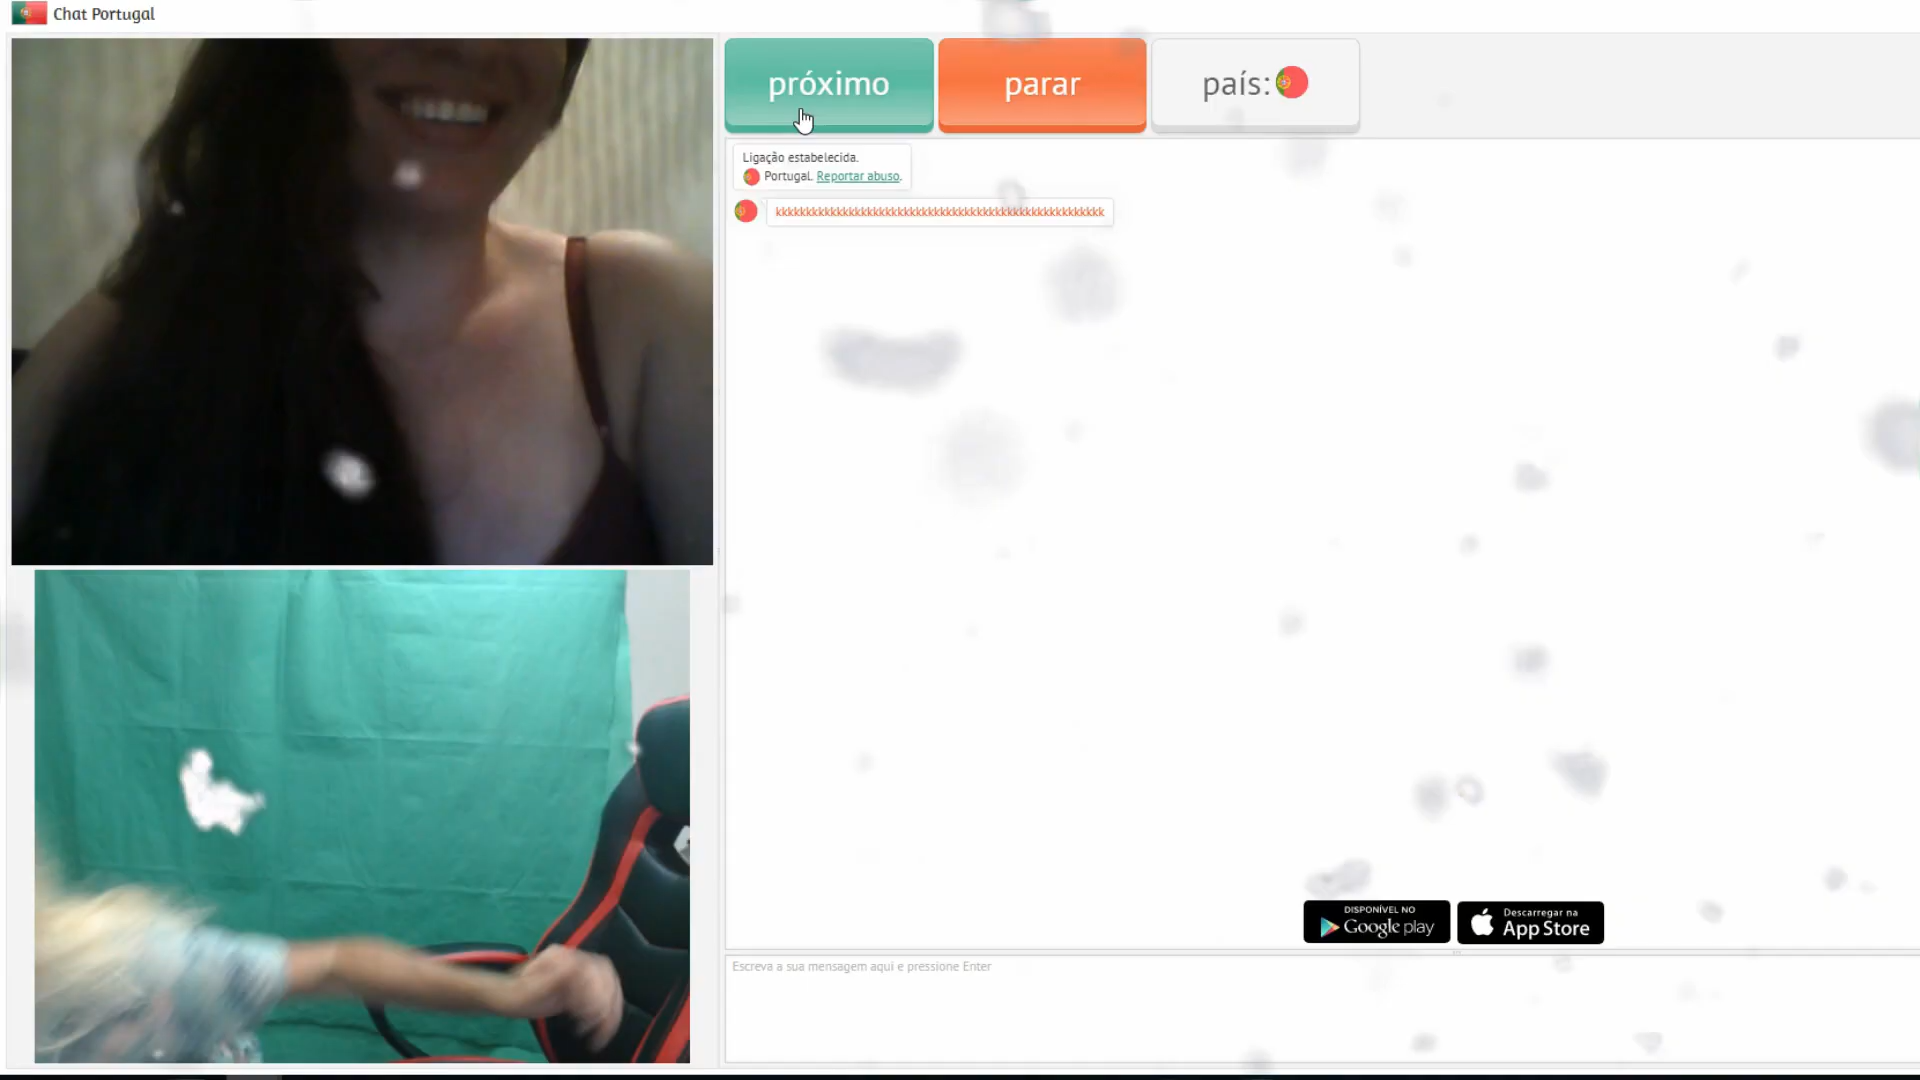 Chat Portugal
próximo
parar
país:
Ligação estabelecida.
Portugal. Reportar abuso.
kkkkkkkkkkkkkkkkkkkkkkkkkkkkkkkkkkkkkkkkkkkkkkkkkkkkkk
DISPONÍVEL NO
Google play
Descarregar na
App Store
Escreva a sua mensagem aqui e pressione Enter